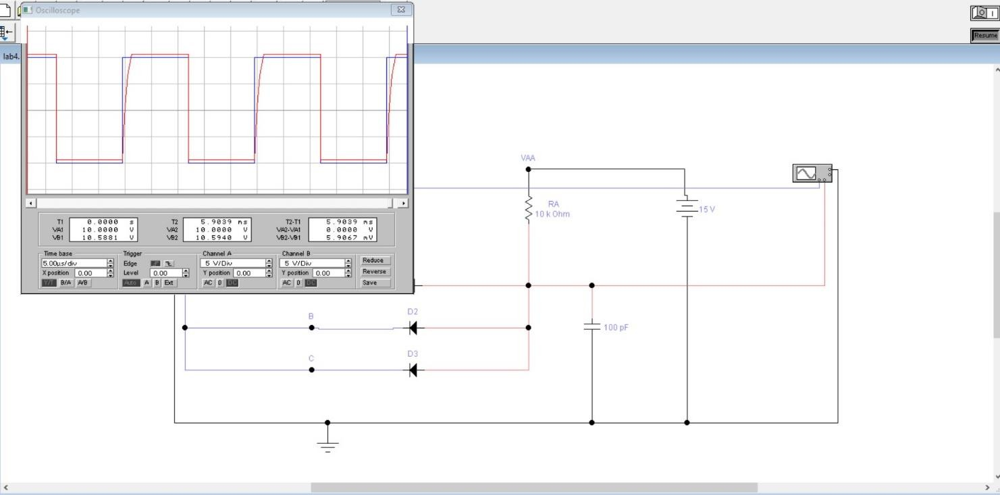 Oscilloscope
Resume
lab4.
T1 0.0000 s T2 5.9039 ms T2-T1 5.9039 ms
VA1 10.0000 V VA2 10.0000 V VA2-VA1 0.0000 V
VB1 10.5881 V VB2 10.5940 V VB2-VB1 5.9067 mV
Time base Trigger Channel A Channel B
5.00µs/div Edge 5 V/Div 5 V/Div Reduce
X position 0.00 Level 0.00 Y position 0.00 Y position 0.00 Reverse
Y/T B/A A/B Auto A B Ext AC 0 DC AC 0 DC Save
VAA
RA
10 k Ohm
15 V
B D2
100 pF
C D3